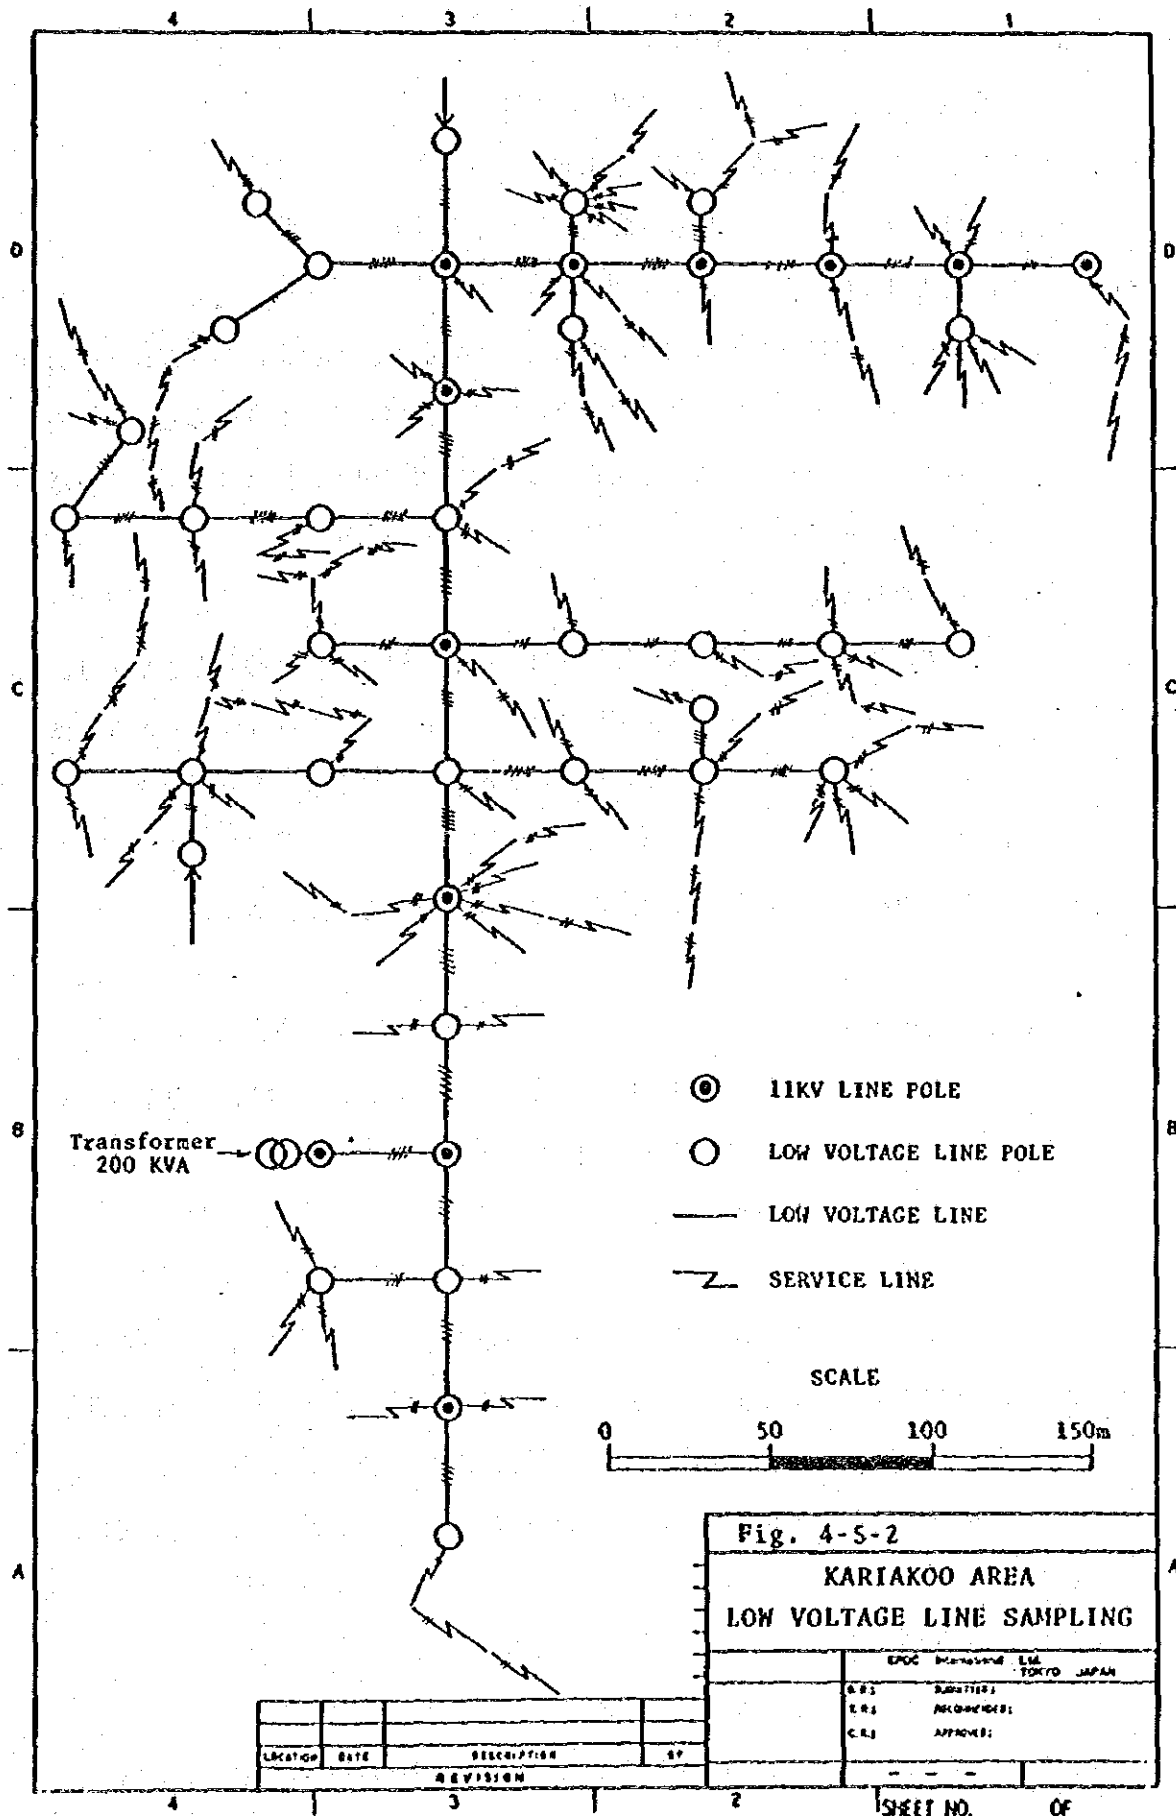 4 3 2 1
D D
C C
11KV LINE POLE
B B
Transformer
200 KVA
LOW VOLTAGE LINE POLE
LOW VOLTAGE LINE
SERVICE LINE
SCALE
0 50 100 150m
Fig. 4-5-2
A A
KARIAKOO AREA
LOW VOLTAGE LINE SAMPLING
EPDC International Ltd.
TOKYO JAPAN
SUBMITTED:
RECOMMENDED:
APPROVED:
LOCATION DATE DESCRIPTION BY
REVISION
4 3 2 SHEET NO. OF